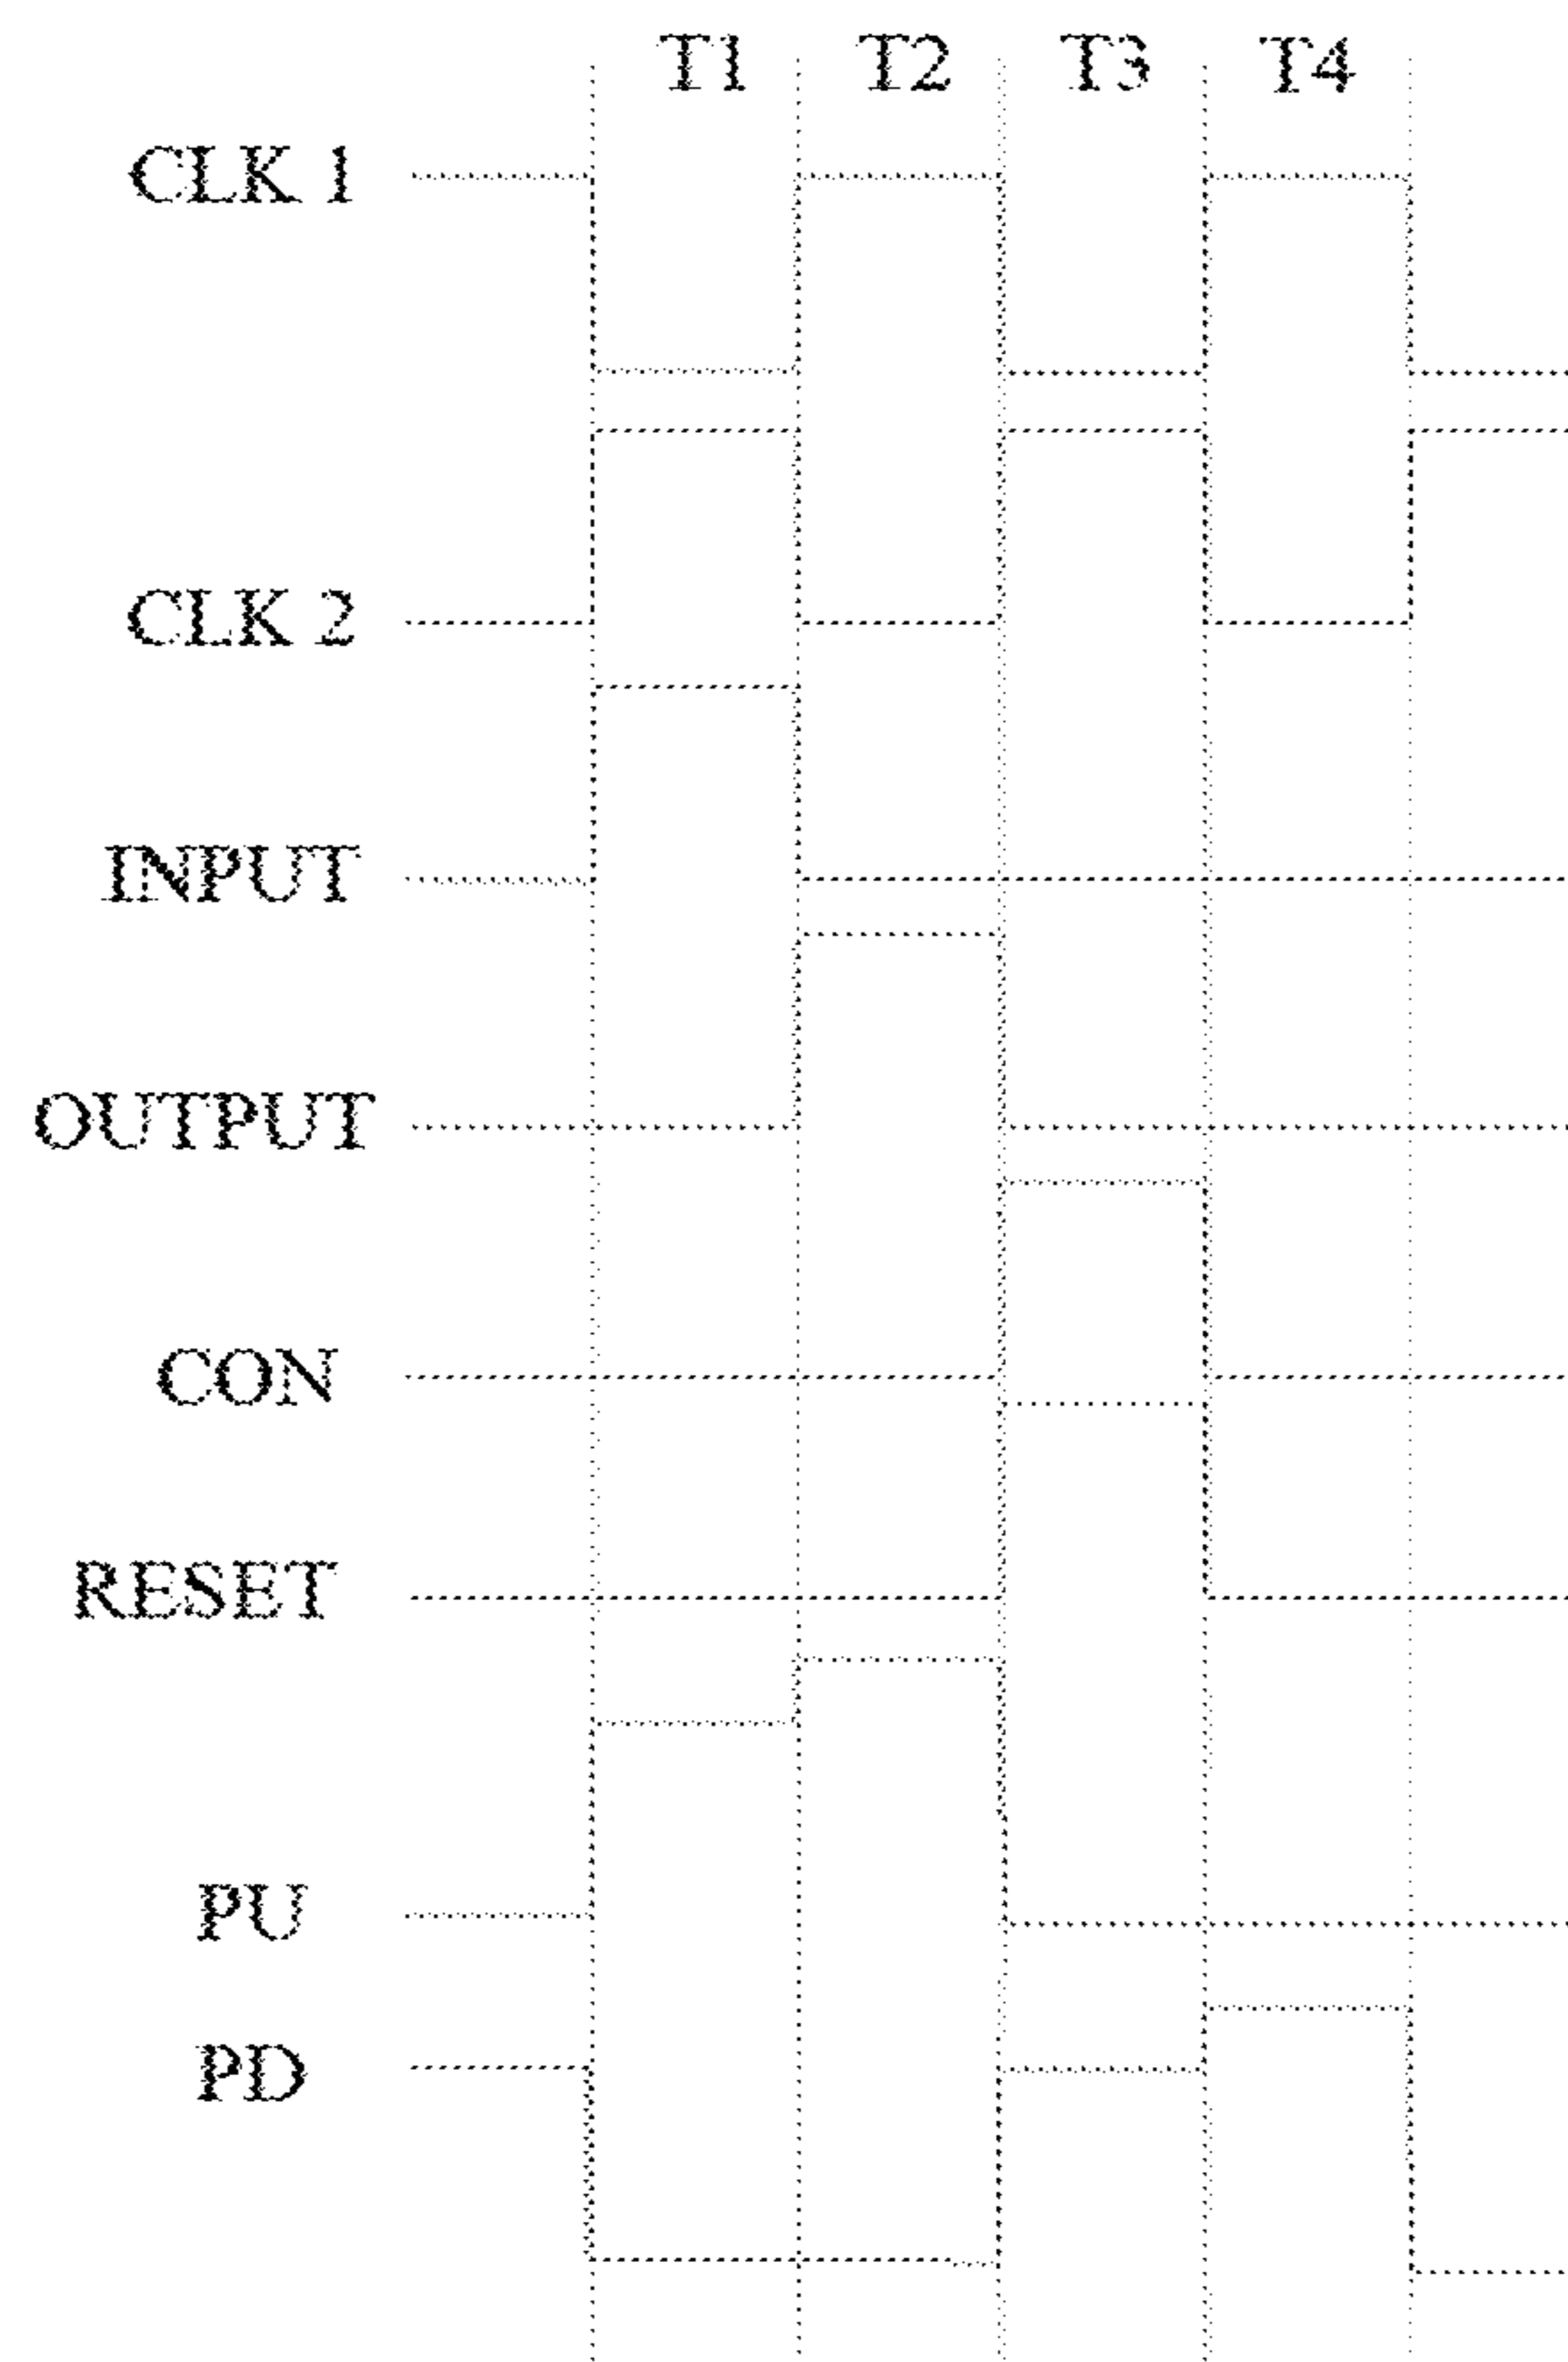 T1 T2 T3 T4
CLK 1
CLK 2
INPUT
OUTPUT
CON
RESET
PU
PD